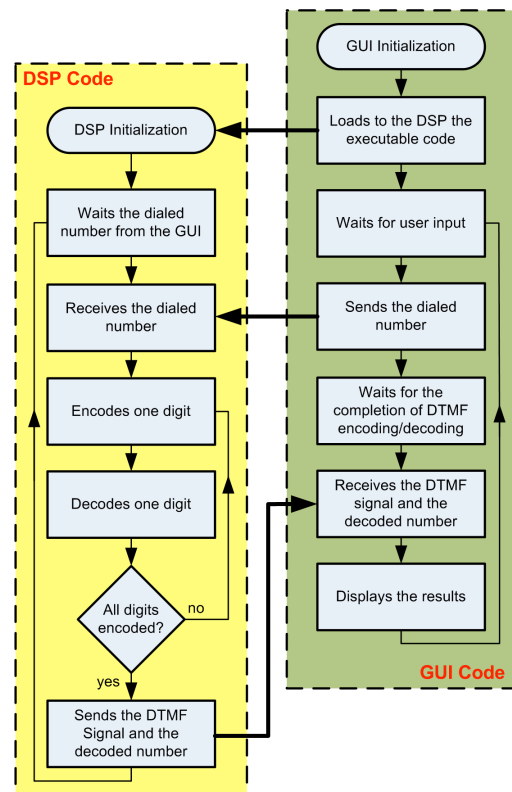 DSP Code
DSP Initialization
Waits the dialed
number from the GUI
Receives the dialed
number
Encodes one digit
Decodes one digit
All digits
encoded?
no
yes
Sends the DTMF
Signal and the
decoded number
GUI Initialization
Loads to the DSP the
executable code
Waits for user input
Sends the dialed
number
Waits for the
completion of DTMF
encoding/decoding
Receives the DTMF
signal and the
decoded number
Displays the results
GUI Code